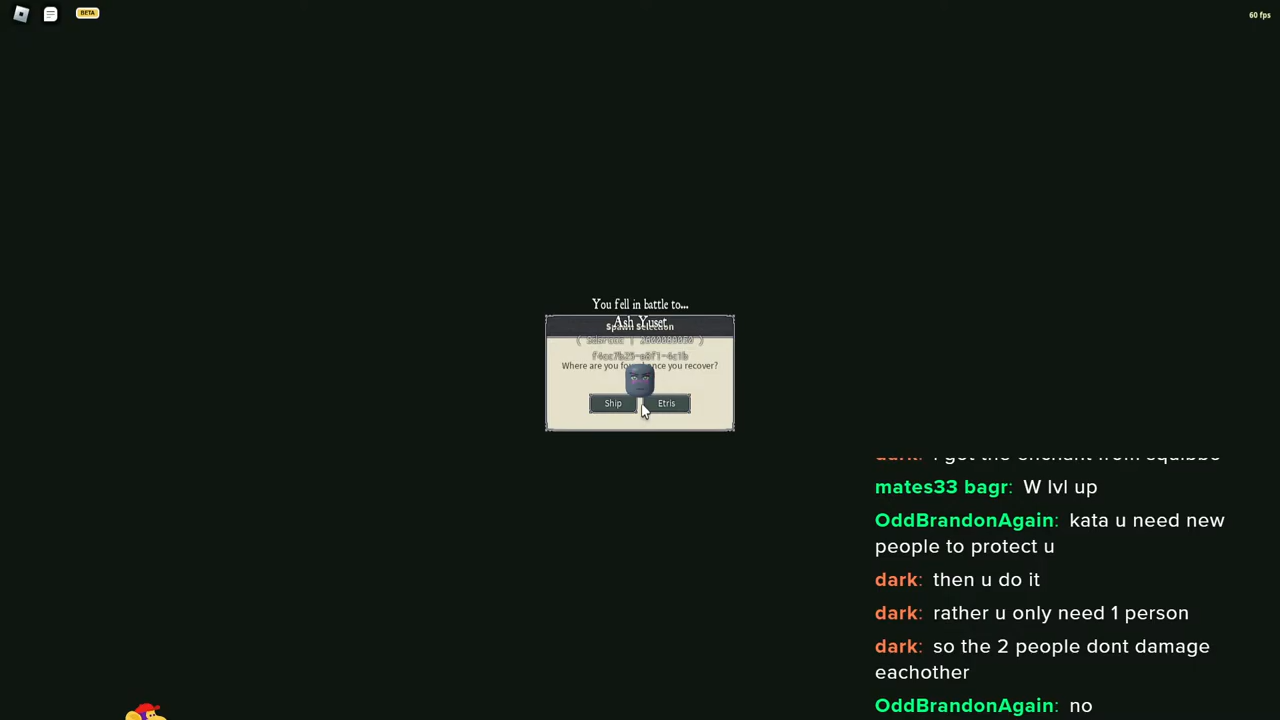 BETA
60 fps
You fell in battle to...
Ash Yuset
Spawn Selection
Where are you once you recover?
Ship
Etris
mates33 bagr: W lvl up
OddBrandonAgain: kata u need new
people to protect u
dark: then u do it
dark: rather u only need 1 person
dark: so the 2 people dont damage
eachother
OddBrandonAgain: no